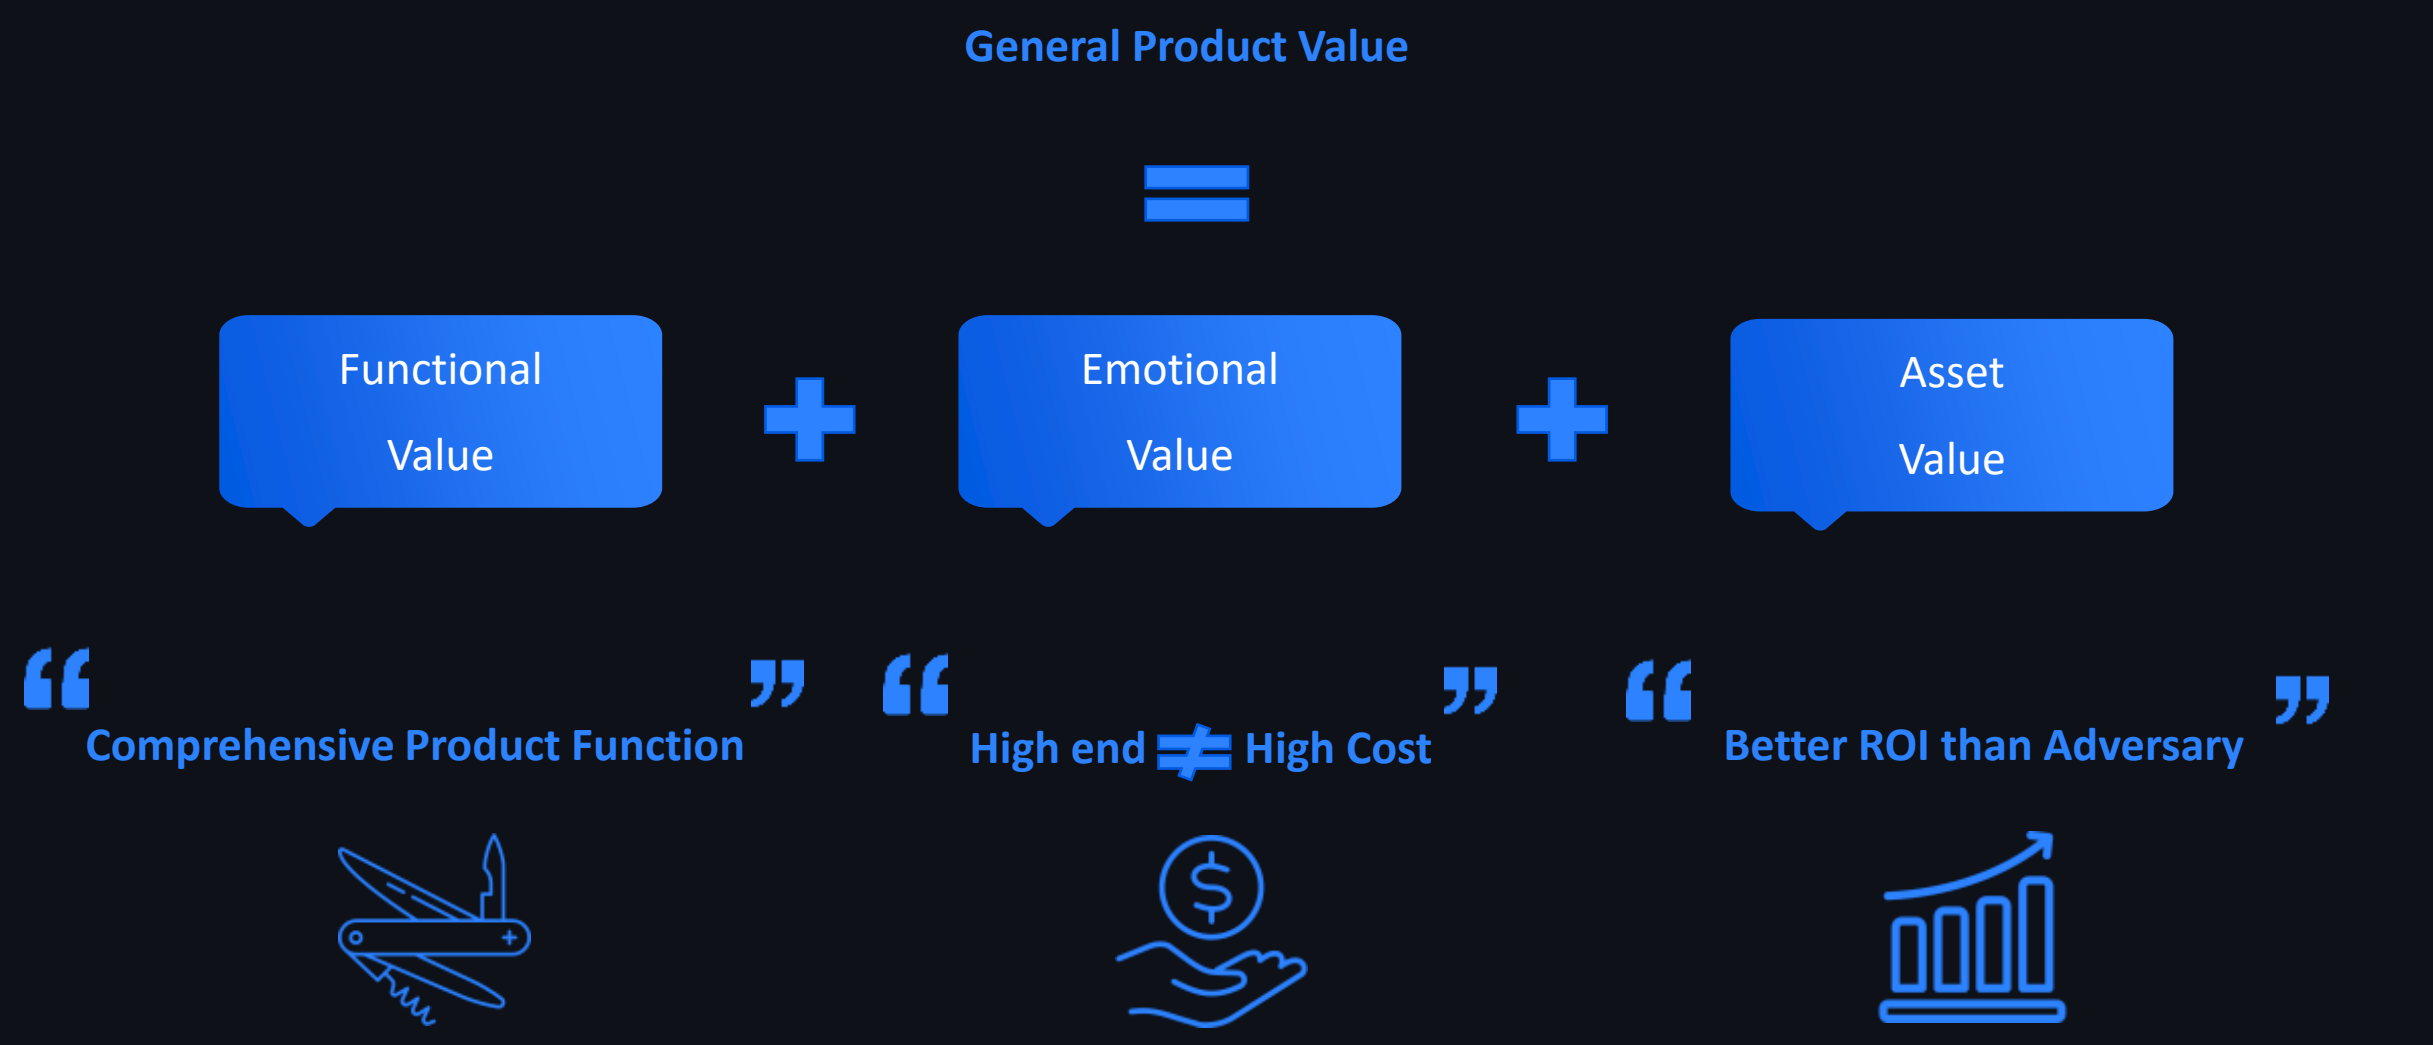 General Product Value
=
Functional
Value
+
Emotional
Value
+
Asset
Value
“ Comprehensive Product Function ”
“ High end ≠ High Cost ”
“ Better ROI than Adversary ”
$